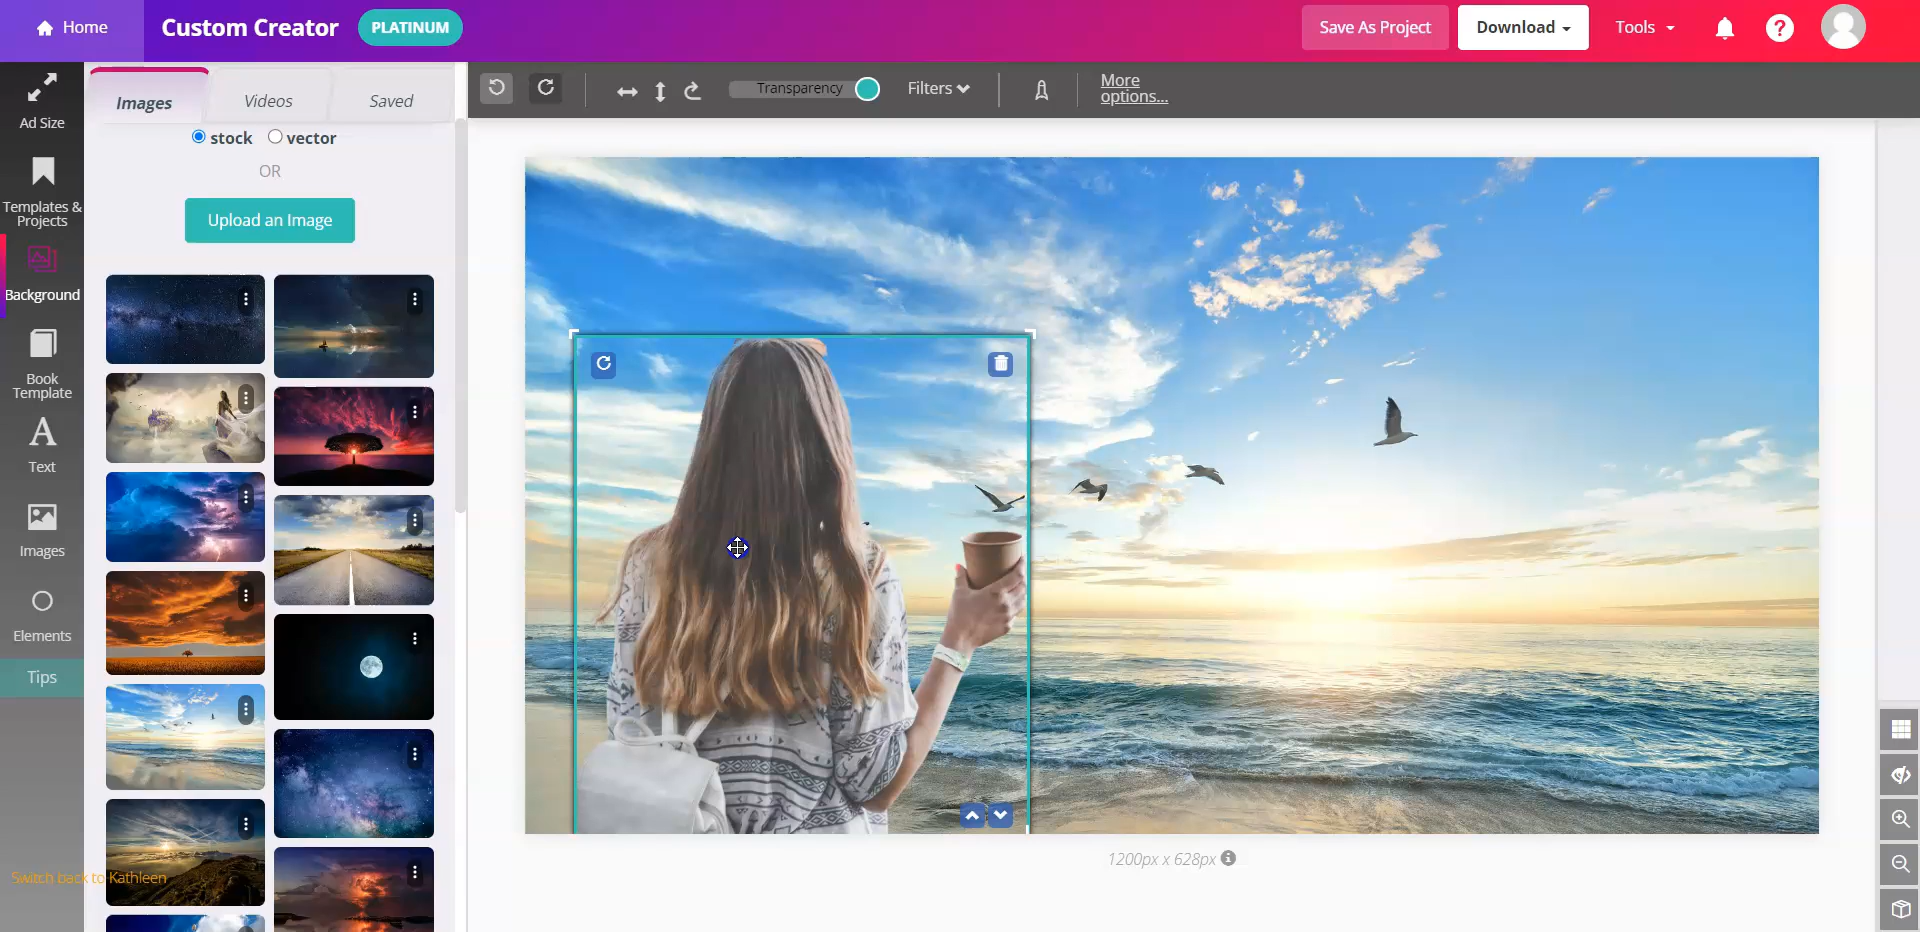 Home
Custom Creator
PLATINUM
Save As Project
Download
Tools
?
Ad Size
Templates &
Projects
Background
Book
Template
A
Text
Images
Elements
Tips
Switch back to Kathleen
Images
Videos
Saved
stock
vector
OR
Upload an Image
Transparency
Filters
More
options...
1200px x 628px